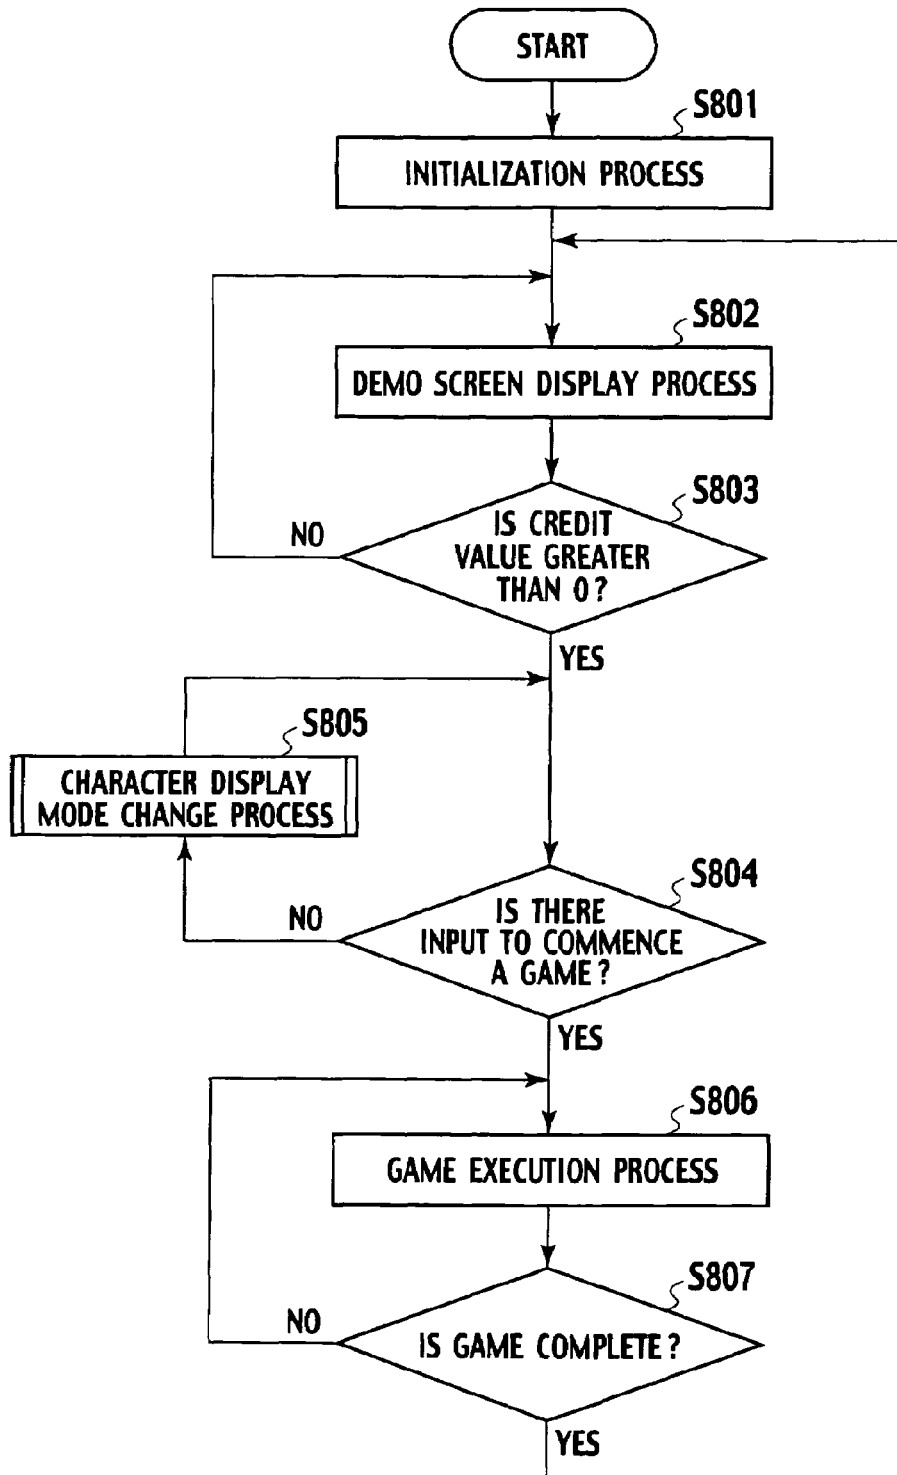 START
S801
INITIALIZATION PROCESS
S802
DEMO SCREEN DISPLAY PROCESS
S803
IS CREDIT
VALUE GREATER
THAN 0?
NO
YES
S805
CHARACTER DISPLAY
MODE CHANGE PROCESS
S804
IS THERE
INPUT TO COMMENCE
A GAME?
NO
YES
S806
GAME EXECUTION PROCESS
S807
IS GAME COMPLETE?
NO
YES